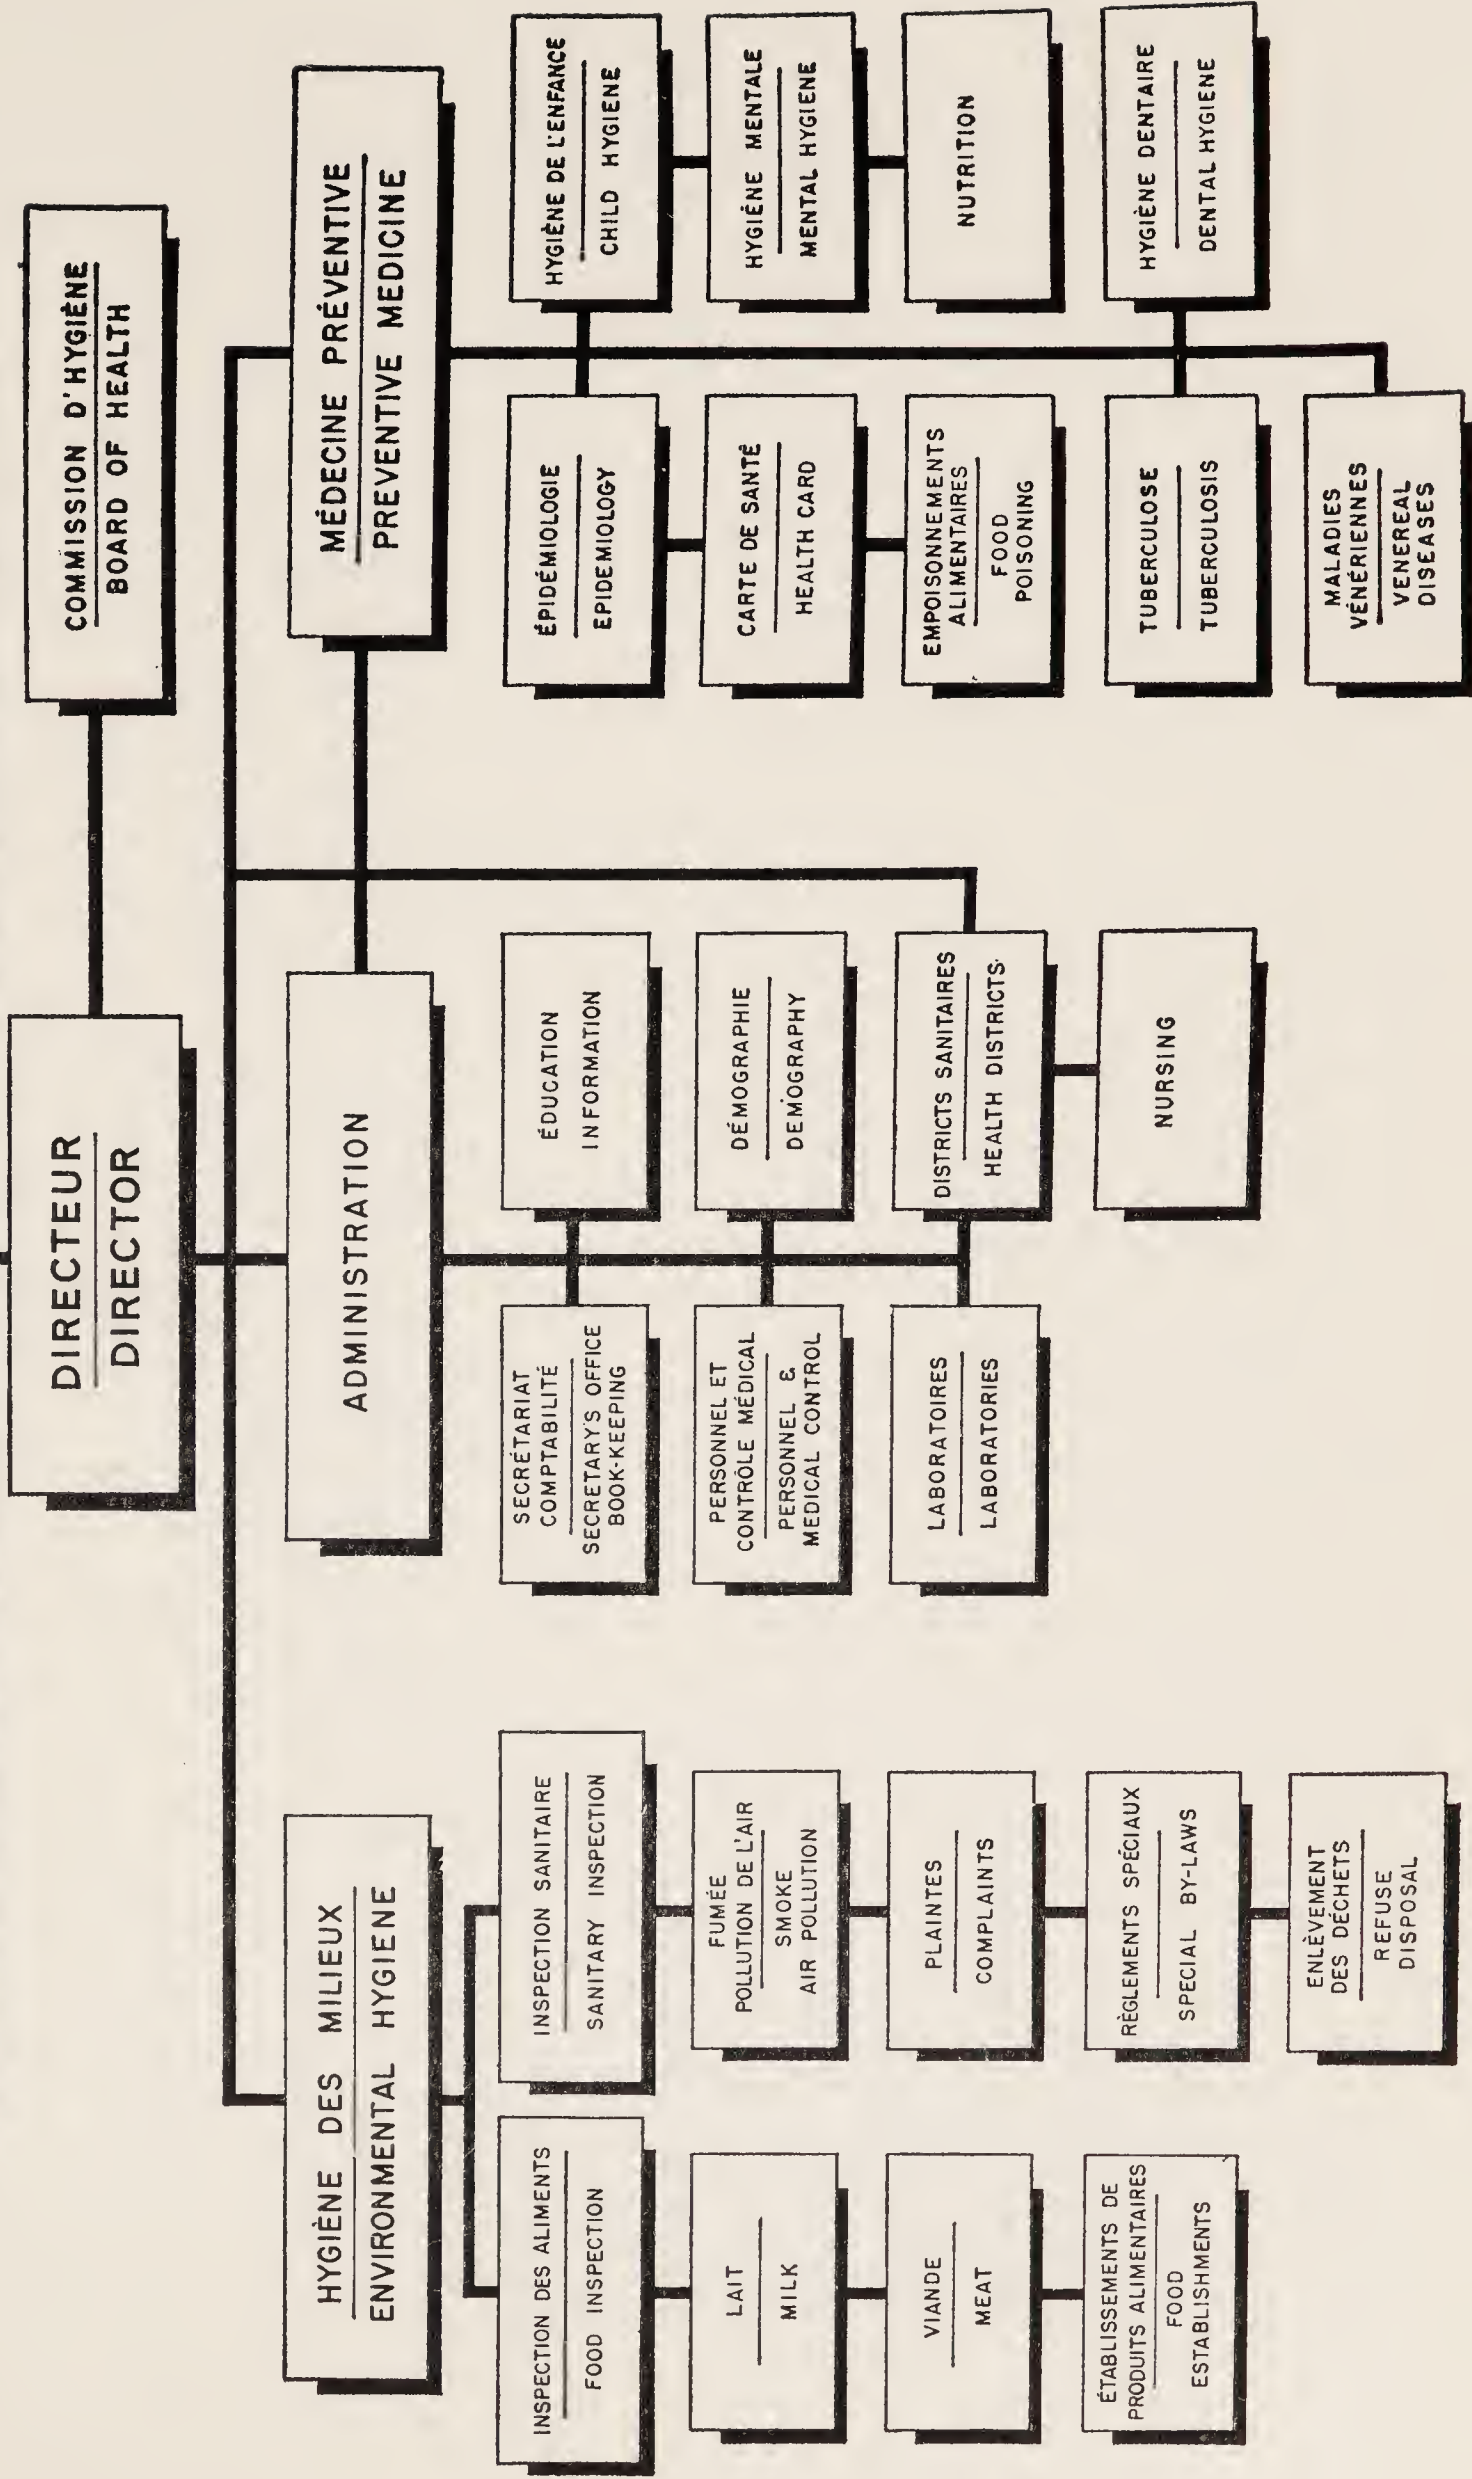 DIRECTEUR
DIRECTOR
COMMISSION D'HYGIÈNE
BOARD OF HEALTH
HYGIÈNE DES MILIEUX
ENVIRONMENTAL HYGIENE
ADMINISTRATION
MÉDECINE PRÉVENTIVE
PREVENTIVE MEDICINE
INSPECTION DES ALIMENTS
FOOD INSPECTION
LAIT
MILK
VIANDE
MEAT
ÉTABLISSEMENTS DE
PRODUITS ALIMENTAIRES
FOOD
ESTABLISHMENTS
INSPECTION SANITAIRE
SANITARY INSPECTION
FUMÉE
POLLUTION DE L'AIR
SMOKE
AIR POLLUTION
PLAINTES
COMPLAINTS
RÈGLEMENTS SPÉCIAUX
SPECIAL BY-LAWS
ENLÈVEMENT
DES DÉCHETS
REFUSE
DISPOSAL
SECRÉTARIAT
COMPTABILITÉ
SECRETARY'S OFFICE
BOOK-KEEPING
PERSONNEL ET
CONTRÔLE MÉDICAL
PERSONNEL &
MEDICAL CONTROL
LABORATOIRES
LABORATORIES
ÉDUCATION
INFORMATION
DÉMOGRAPHIE
DEMOGRAPHY
DISTRICTS SANITAIRES
HEALTH DISTRICTS
NURSING
ÉPIDÉMIOLOGIE
EPIDEMIOLOGY
CARTE DE SANTÉ
HEALTH CARD
EMPOISONNEMENTS
ALIMENTAIRES
FOOD
POISONING
TUBERCULOSE
TUBERCULOSIS
MALADIES
VÉNÉRIENNES
VENEREAL
DISEASES
HYGIÈNE DE L'ENFANCE
CHILD HYGIENE
HYGIÈNE MENTALE
MENTAL HYGIENE
NUTRITION
HYGIÈNE DENTAIRE
DENTAL HYGIENE